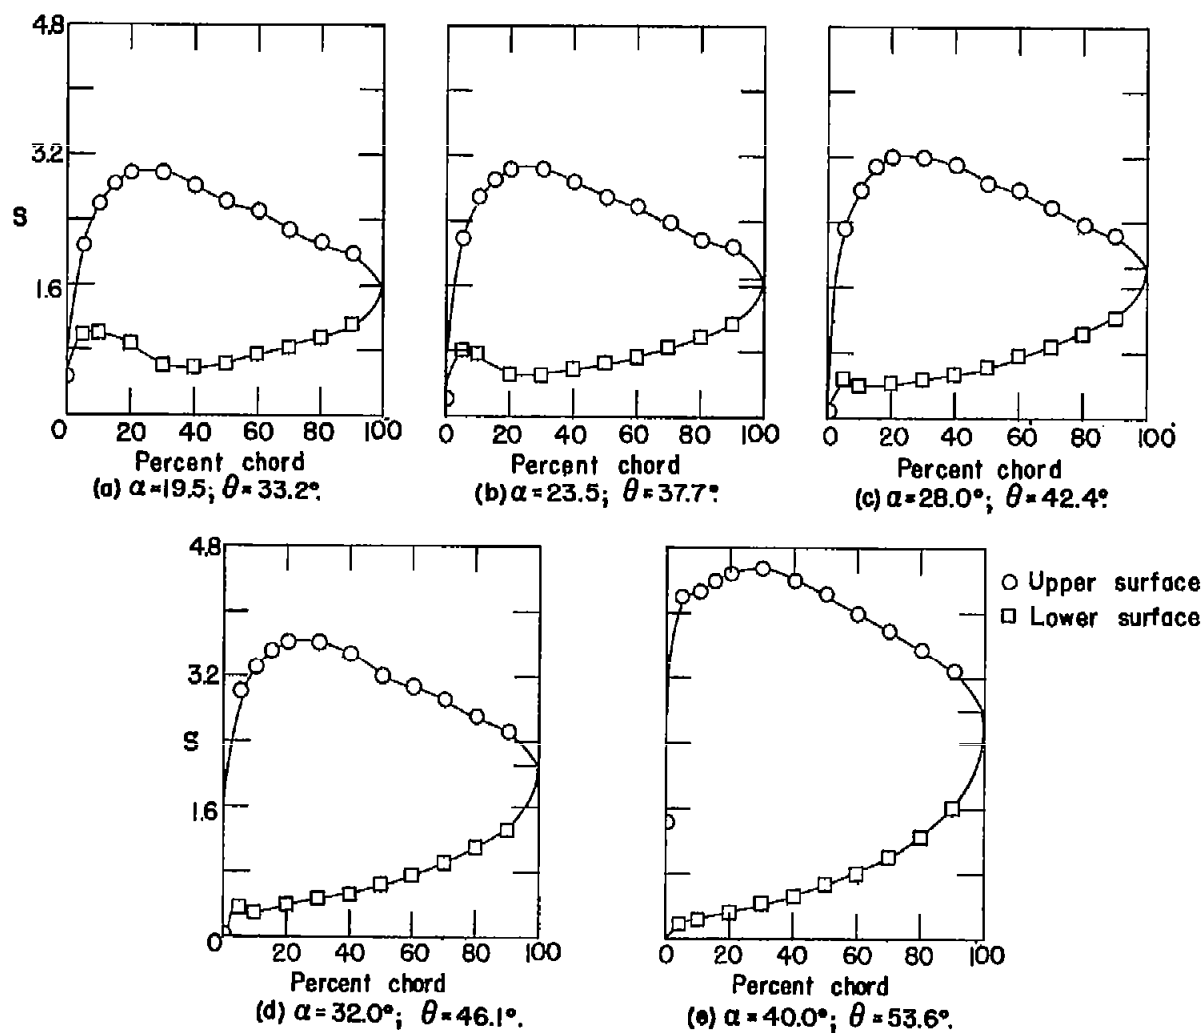 4.8
3.2
S
1.6
0 20 40 60 80 100
Percent chord
(a) α=19.5; θ=33.2°.
0 20 40 60 80 100
Percent chord
(b) α=23.5; θ=37.7°.
0 20 40 60 80 100
Percent chord
(c) α=28.0°; θ=42.4°.
4.8
3.2
S
1.6
0
20 40 60 80 100
Percent chord
(d) α=32.0°; θ=46.1°.
0 20 40 60 80 100
Percent chord
(e) α=40.0°; θ=53.6°.
Upper surface
Lower surface